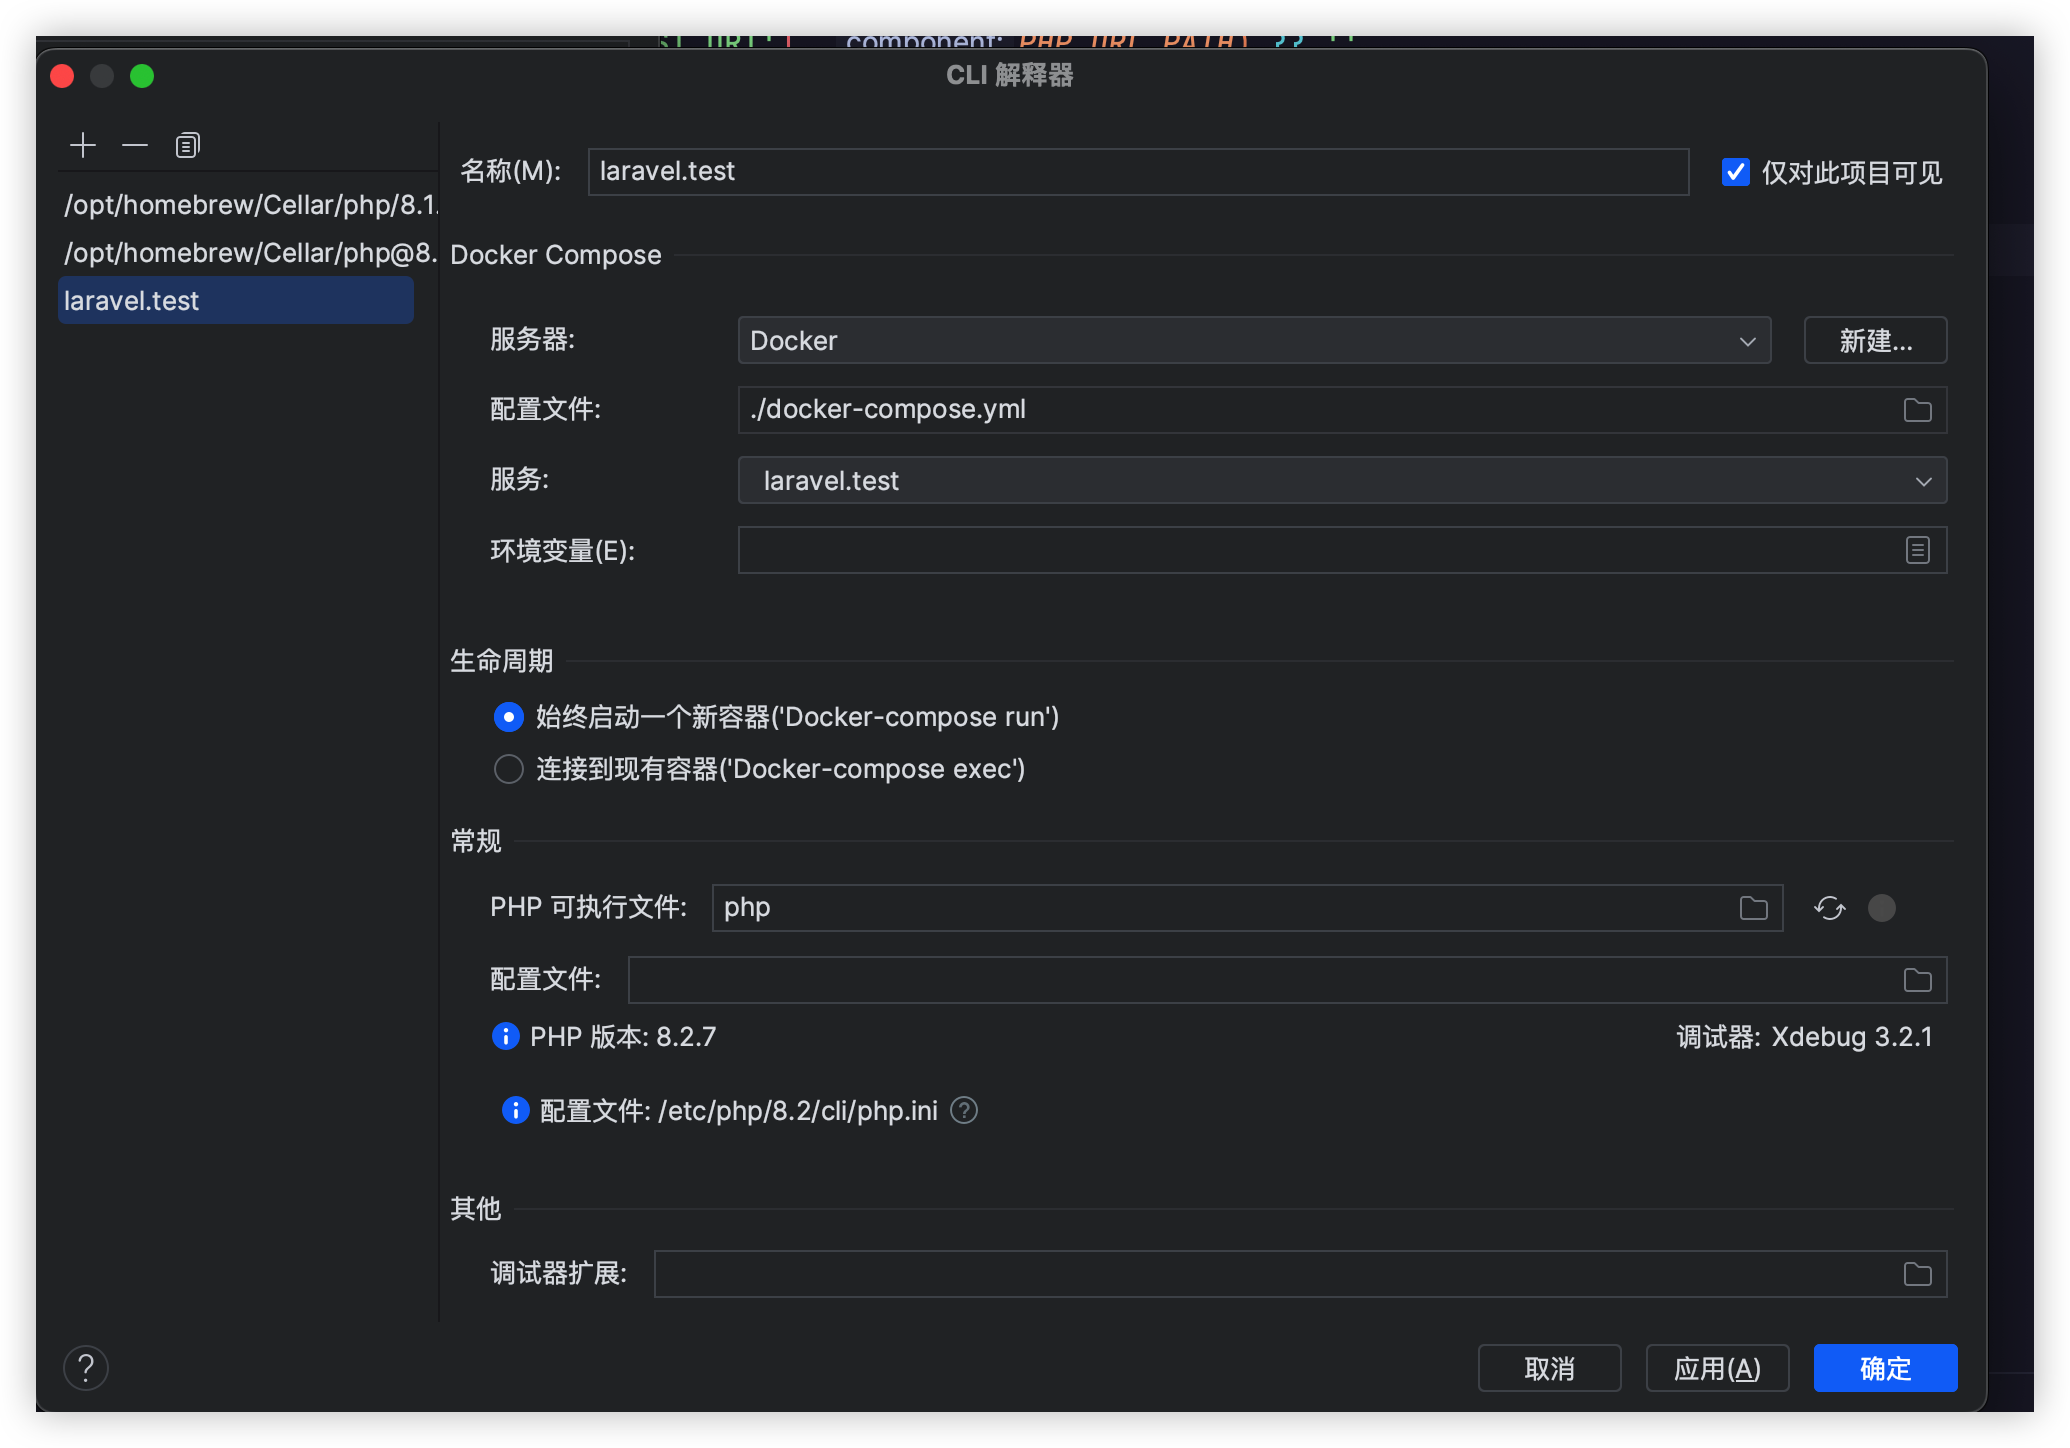 component: PHP_URL_PATH) }}
CLI 解释器
/opt/homebrew/Cellar/php/8.1.
/opt/homebrew/Cellar/php@8.
laravel.test
名称(M): laravel.test 仅对此项目可见
Docker Compose
服务器: Docker 新建...
配置文件: ./docker-compose.yml
服务: laravel.test
环境变量(E):
生命周期
始终启动一个新容器('Docker-compose run')
连接到现有容器('Docker-compose exec')
常规
PHP 可执行文件: php
配置文件:
PHP 版本: 8.2.7 调试器: Xdebug 3.2.1
配置文件: /etc/php/8.2/cli/php.ini ?
其他
调试器扩展:
? 取消 应用(A) 确定